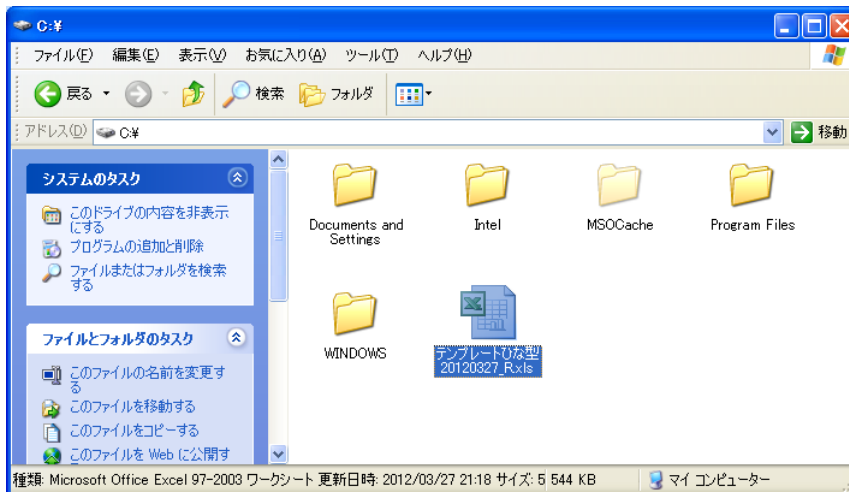 C:¥
ファイル(F) 編集(E) 表示(V) お気に入り(A) ツール(T) ヘルプ(H)
戻る 検索 フォルダ
アドレス(D) C:¥ 移動
システムのタスク
このドライブの内容を非表示
にする
プログラムの追加と削除
ファイルまたはフォルダを検索
する
ファイルとフォルダのタスク
このファイルの名前を変更す
る
このファイルを移動する
このファイルをコピーする
このファイルを Web に公開す
Documents and
Settings
Intel
MSOCache
Program Files
WINDOWS
テンプレートひな型
20120327_R.xls
種類: Microsoft Office Excel 97-2003 ワークシート 更新日時: 2012/03/27 21:18 サイズ: 5 544 KB マイ コンピューター